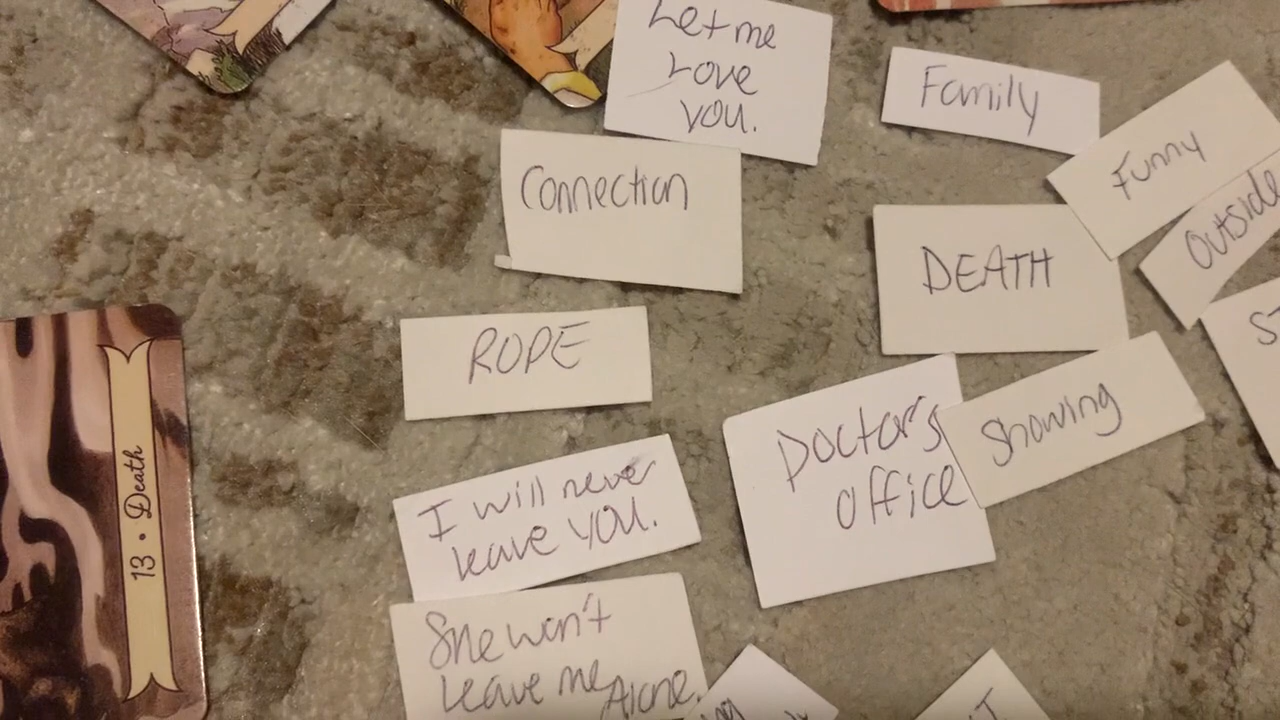 Let me
Love
you.
Family
Funny
Connection
Outside
DEATH
ROPE
Doctor's
office
Showing
13 • Death
I will never
leave you.
She won't
leave me Alone.